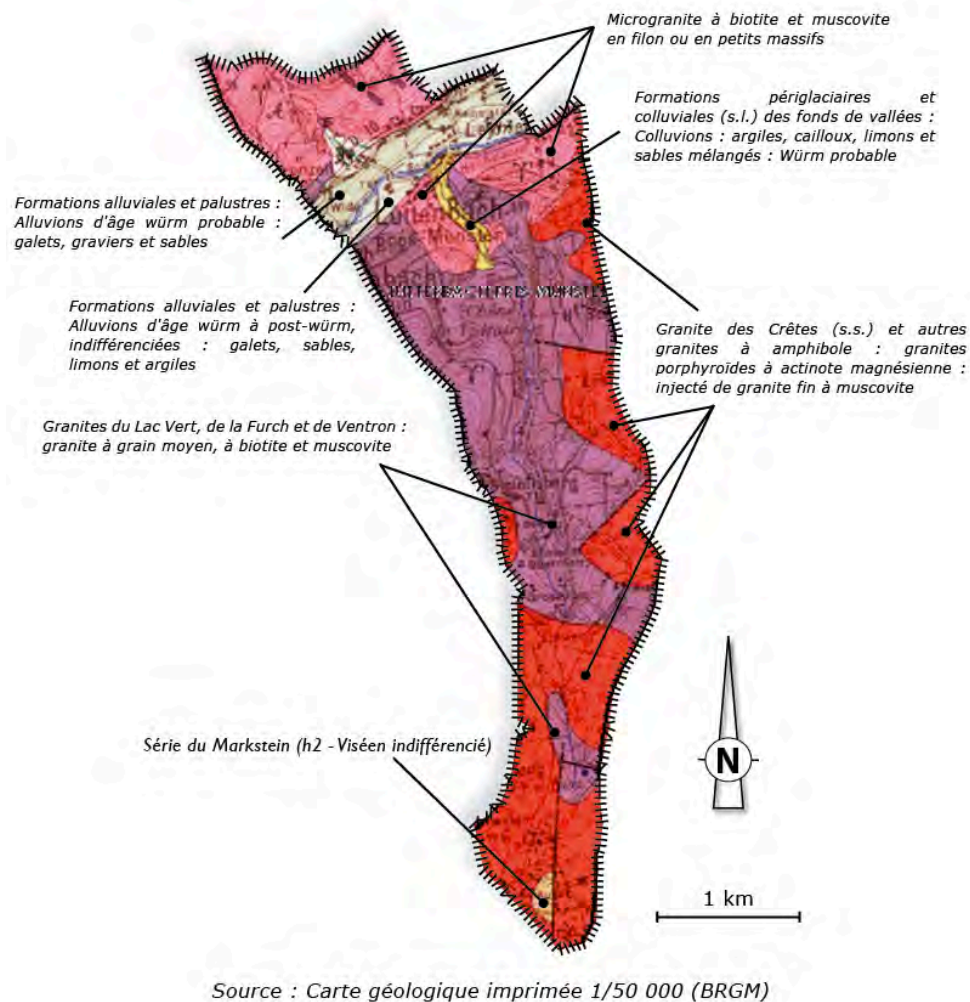 Microgranite à biotite et muscovite
en filon ou en petits massifs
Formations périglaciaires et
colluviales (s.l.) des fonds de vallées :
Colluvions : argiles, cailloux, limons et
sables mélangés : Würm probable
Formations alluviales et palustres :
Alluvions d'âge würm probable :
galets, graviers et sables
Formations alluviales et palustres :
Alluvions d'âge würm à post-würm,
indifférenciées : galets, sables,
limons et argiles
Granite des Crêtes (s.s.) et autres
granites à amphibole : granites
porphyroïdes à actinote magnésienne :
injecté de granite fin à muscovite
Granites du Lac Vert, de la Furch et de Ventron :
granite à grain moyen, à biotite et muscovite
Série du Markstein (h2 - Viséen indifférencié)
N
1 km
Source : Carte géologique imprimée 1/50 000 (BRGM)